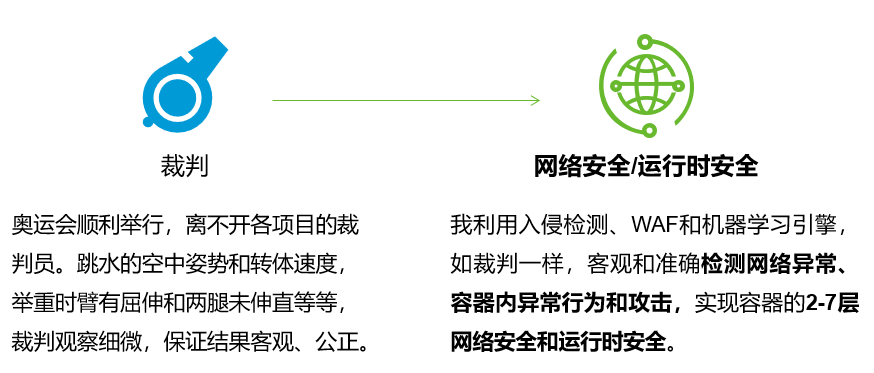 裁判
网络安全/运行时安全
奥运会顺利举行，离不开各项目的裁
判员。跳水的空中姿势和转体速度，
举重时臂有屈伸和两腿未伸直等等，
裁判观察细微，保证结果客观、公正。
我利用入侵检测、WAF和机器学习引擎，
如裁判一样，客观和准确检测网络异常、
容器内异常行为和攻击，实现容器的2-7层
网络安全和运行时安全。